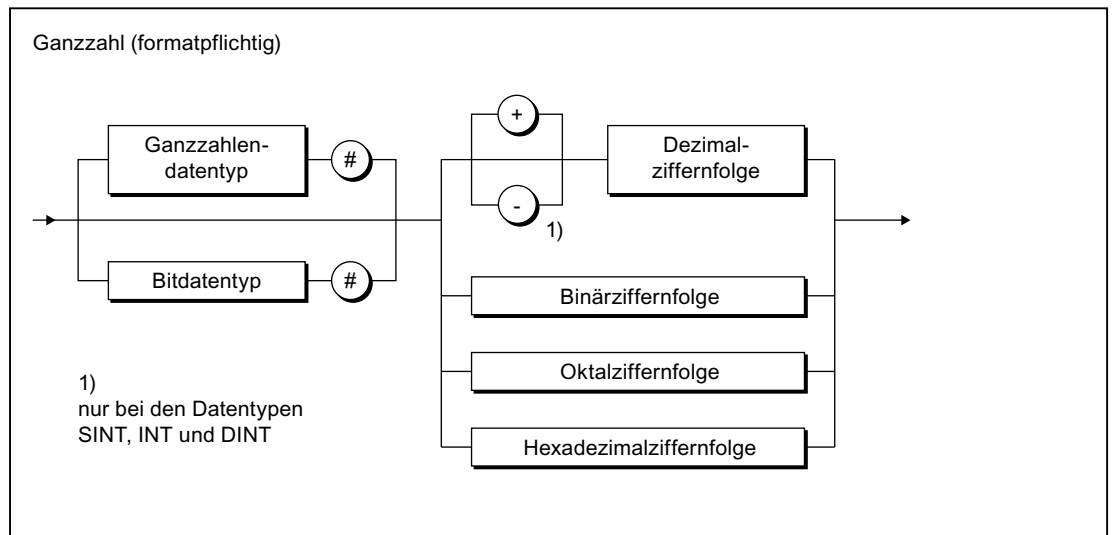 Ganzzahl (formatpflichtig)
Ganzzahlen-
datentyp
#
Bitdatentyp
#
+
-
1)
Dezimal-
ziffernfolge
Binärziffernfolge
Oktalziffernfolge
Hexadezimalziffernfolge
1)
nur bei den Datentypen
SINT, INT und DINT